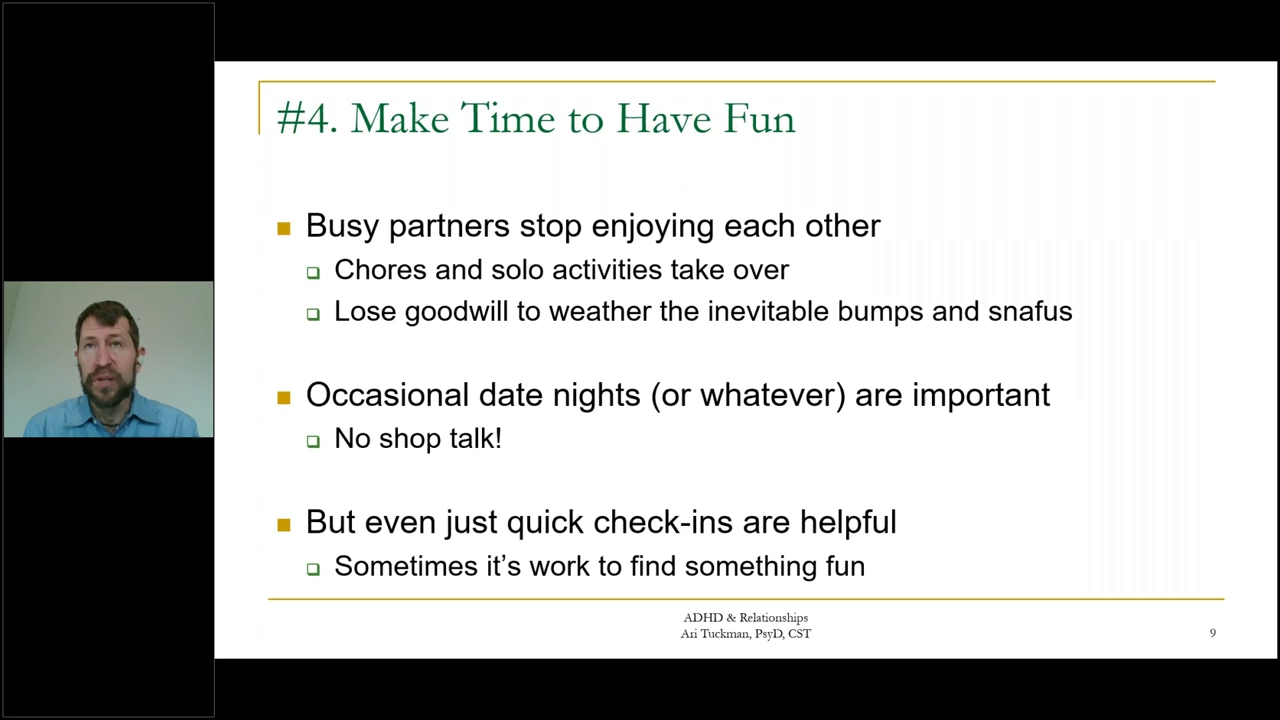 #4. Make Time to Have Fun
Busy partners stop enjoying each other
Chores and solo activities take over
Lose goodwill to weather the inevitable bumps and snafus
Occasional date nights (or whatever) are important
No shop talk!
But even just quick check-ins are helpful
Sometimes it’s work to find something fun
ADHD & Relationships
Ari Tuckman, PsyD, CST
9